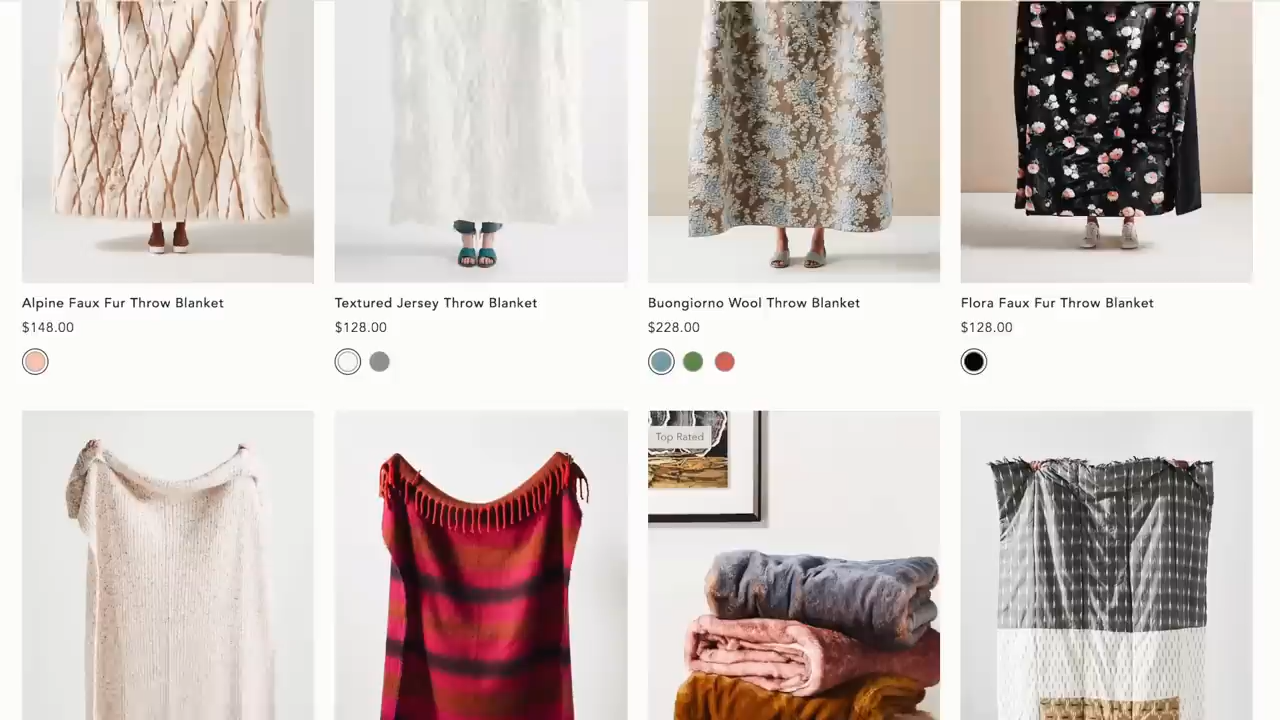 Alpine Faux Fur Throw Blanket
$148.00
Textured Jersey Throw Blanket
$128.00
Buongiorno Wool Throw Blanket
$228.00
Flora Faux Fur Throw Blanket
$128.00
Top Rated